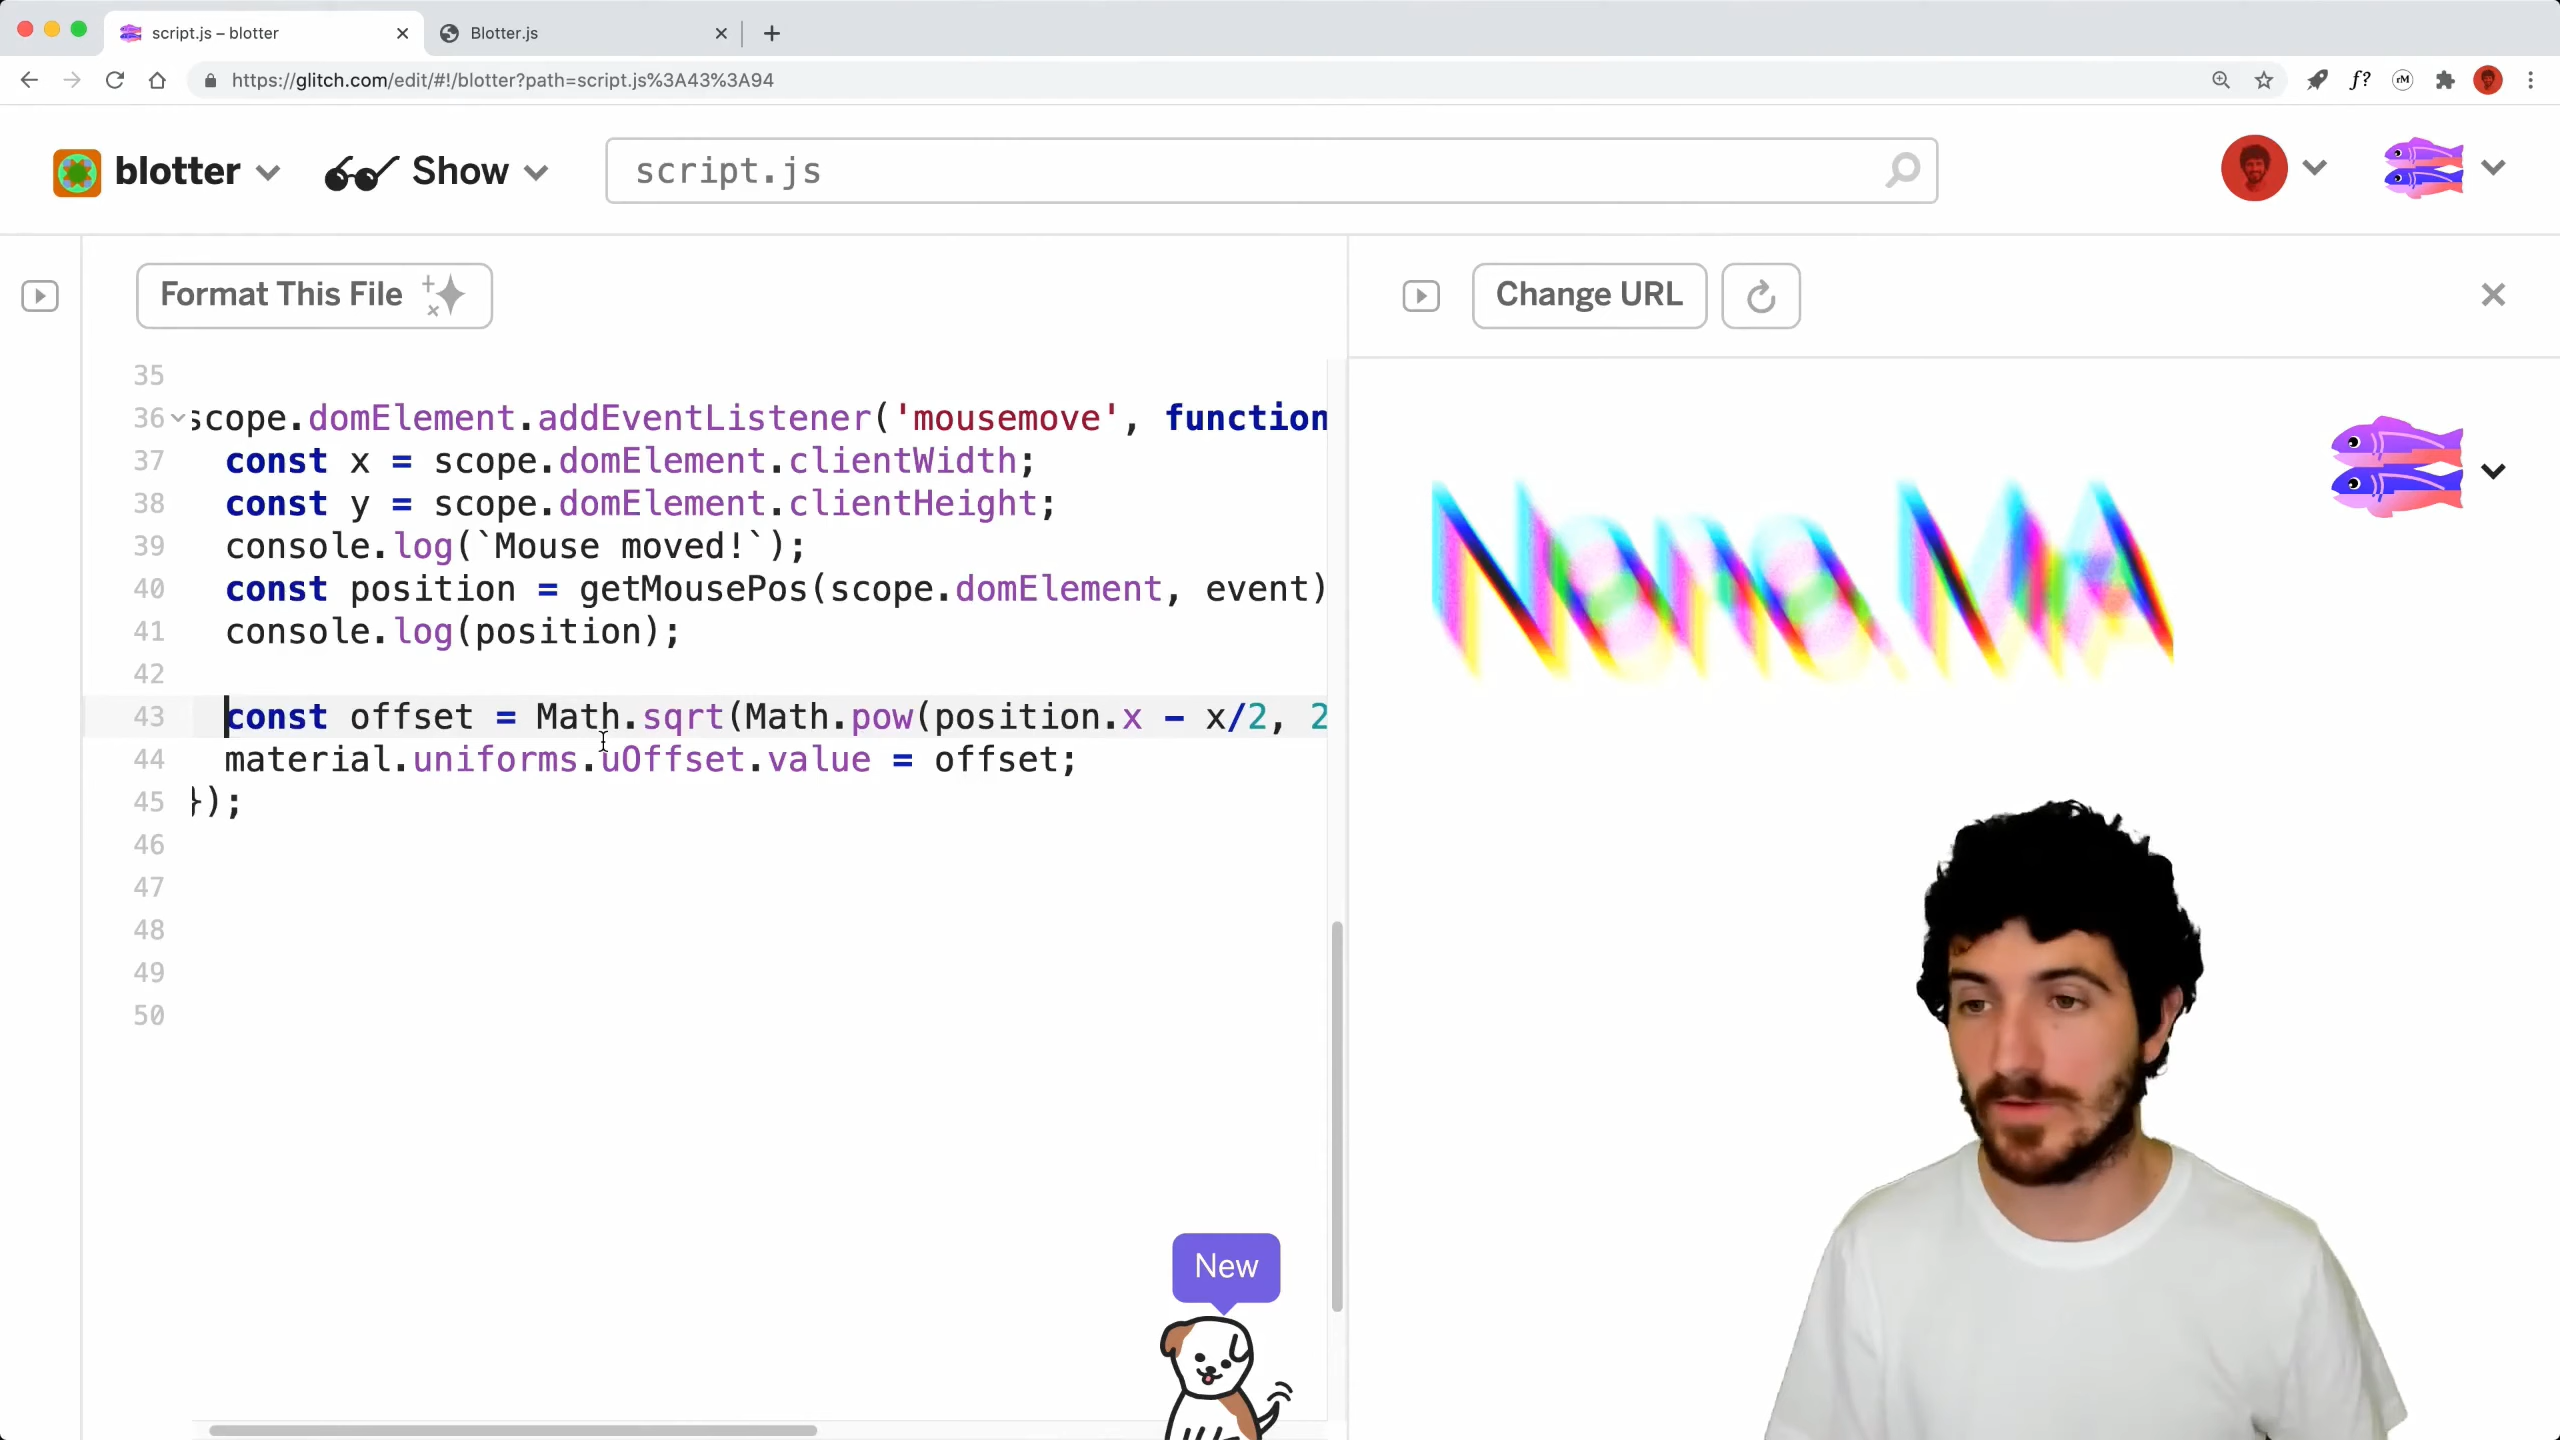 script.js – blotter
Blotter.js
https://glitch.com/edit/#!/blotter?path=script.js%3A43%3A94
f?
rM
blotter
Show
script.js
Format This File
Change URL
35
36 scope.domElement.addEventListener('mousemove', function
37 const x = scope.domElement.clientWidth;
38 const y = scope.domElement.clientHeight;
39 console.log(`Mouse moved!`);
40 const position = getMousePos(scope.domElement, event)
41 console.log(position);
42
43 const offset = Math.sqrt(Math.pow(position.x - x/2, 2
44 material.uniforms.uOffset.value = offset;
45 });
46
47
48
49
50
Nono MA
New